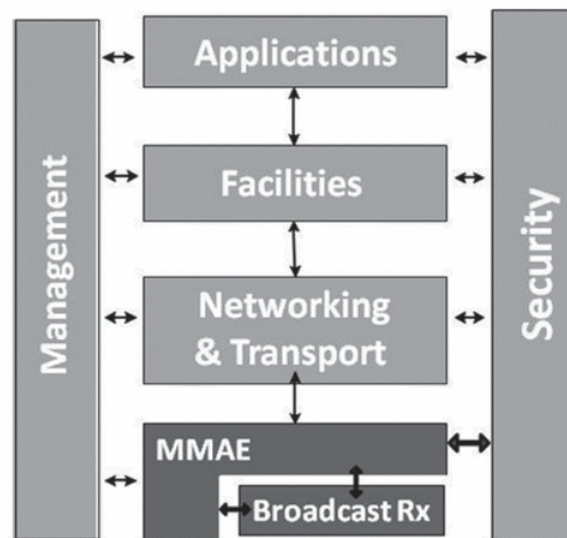 Applications
Management
Facilities
Security
Networking
& Transport
MMAE
Broadcast Rx